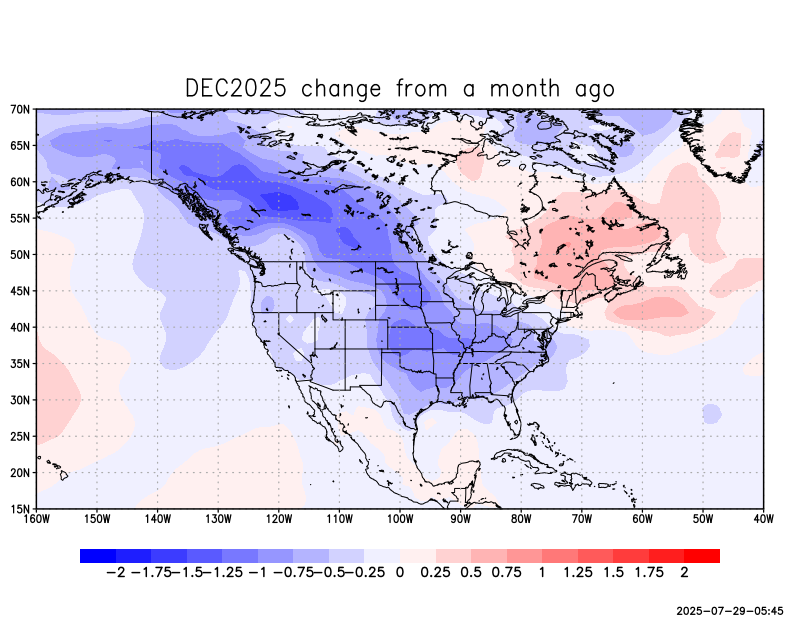 DEC2025 change from a month ago
70N
65N
60N
55N
50N
45N
40N
35N
30N
25N
20N
15N
160W 150W 140W 130W 120W 110W 100W 90W 80W 70W 60W 50W 40W
−2 −1.75 −1.5 −1.25 −1 −0.75 −0.5 −0.25 0 0.25 0.5 0.75 1 1.25 1.5 1.75 2
2025-07-29-05:45